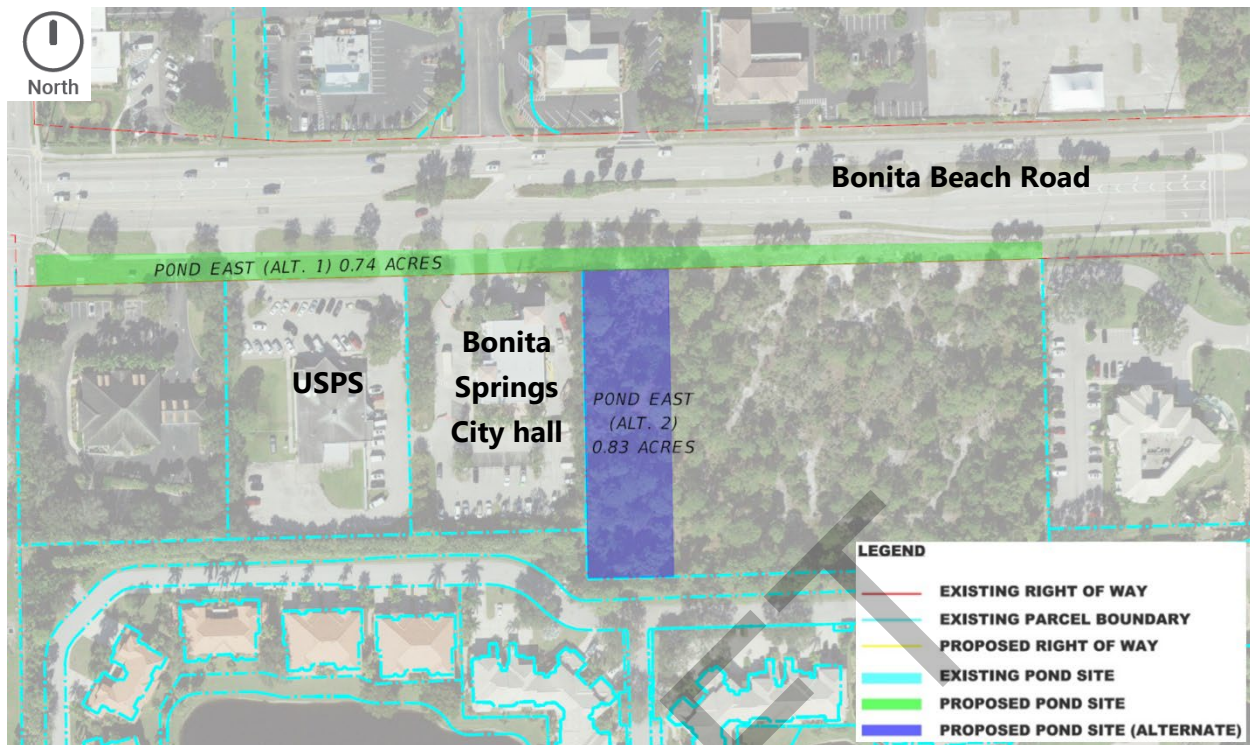 North
Bonita Beach Road
POND EAST (ALT. 1) 0.74 ACRES
USPS
Bonita
Springs
City hall
POND EAST
(ALT. 2)
0.83 ACRES
LEGEND
EXISTING RIGHT OF WAY
EXISTING PARCEL BOUNDARY
PROPOSED RIGHT OF WAY
EXISTING POND SITE
PROPOSED POND SITE
PROPOSED POND SITE (ALTERNATE)